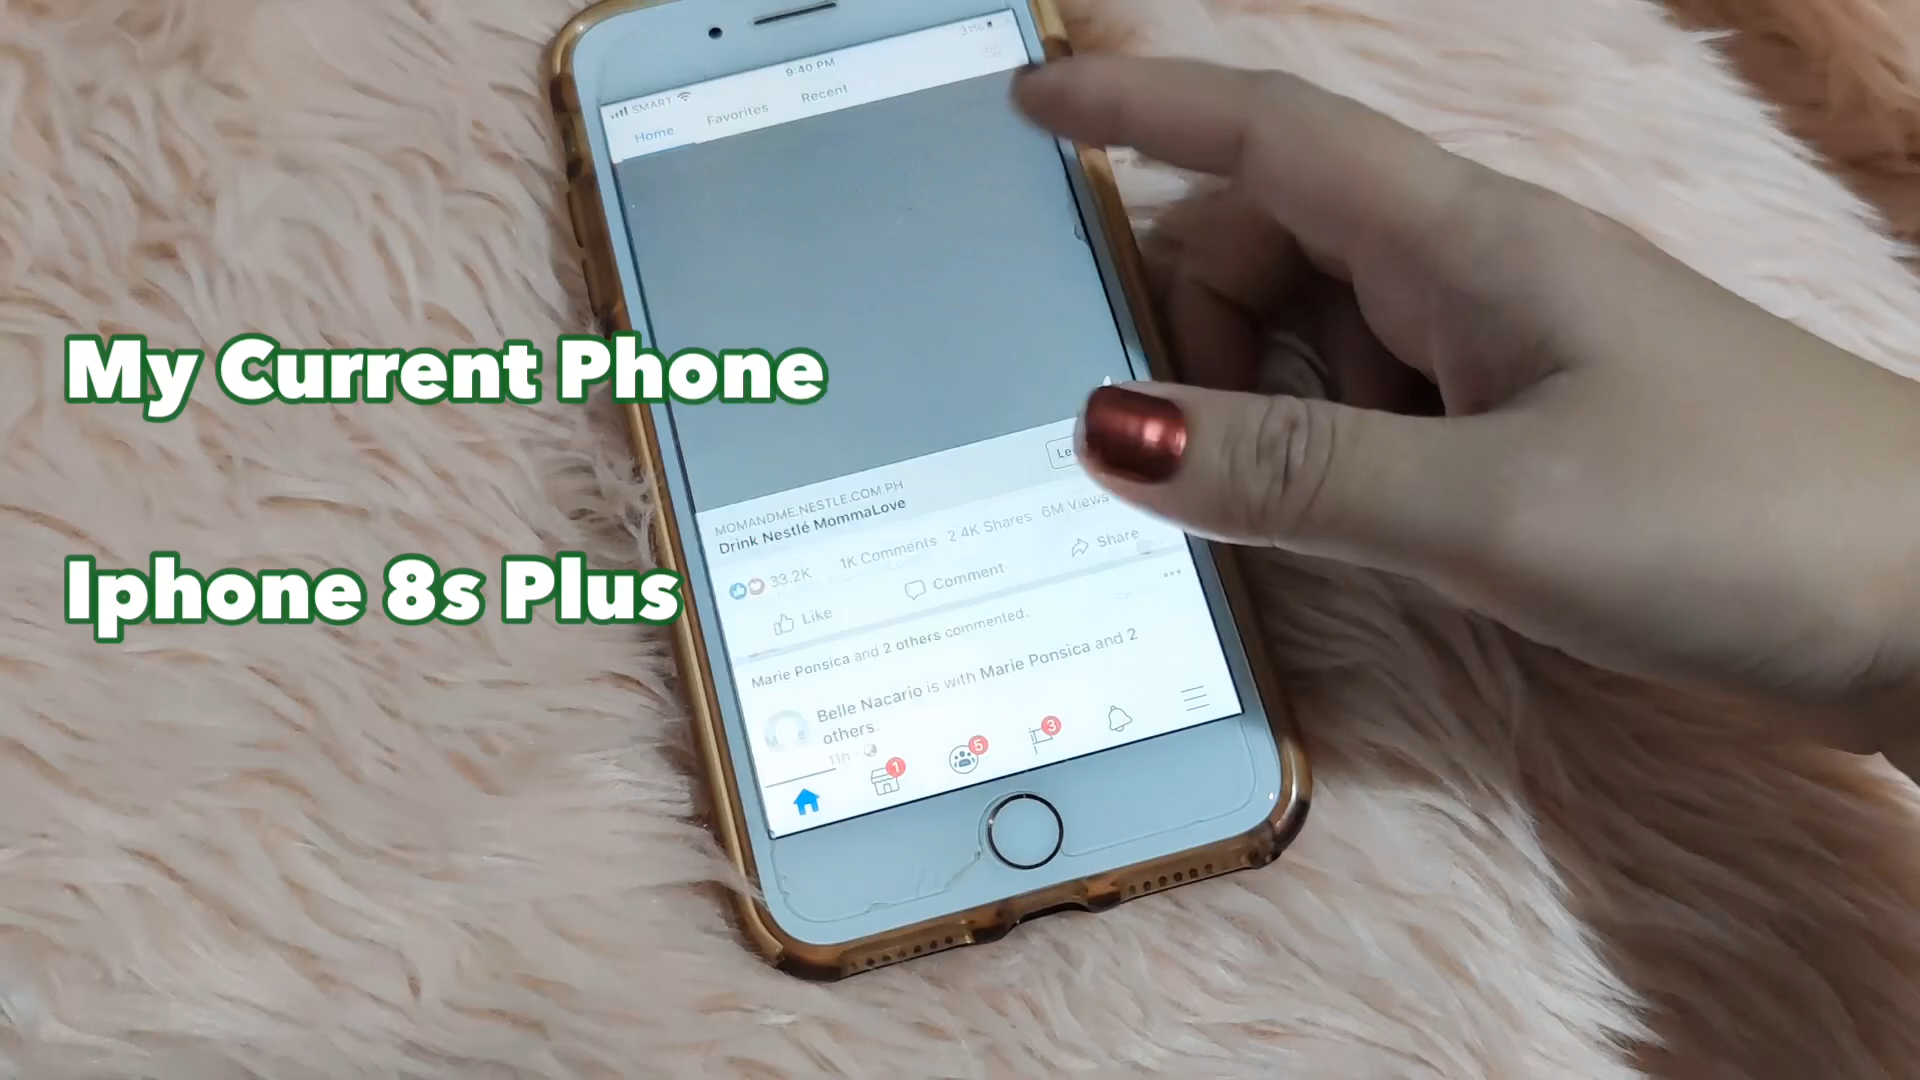 31%
9:40 PM
SMART
Home Favorites Recent
My Current Phone
Iphone 8s Plus
MOMANDME.NESTLE.COM.PH
Drink Nestlé MommaLove
33.2K 1K Comments 2.4K Shares 6M Views
Like Comment Share
Marie Ponsica and 2 others commented.
Belle Nacario is with Marie Ponsica and 2
others.
11h
1 5 3